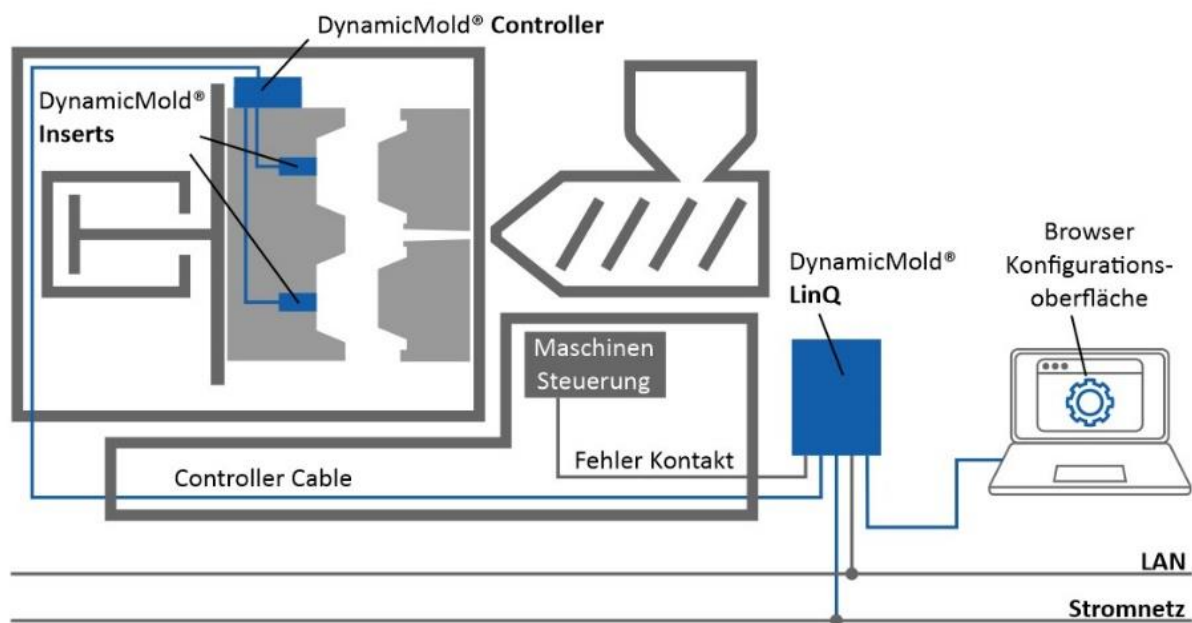 DynamicMold® Controller
DynamicMold®
Inserts
DynamicMold®
LinQ
Browser
Konfigurations-
oberfläche
Maschinen
Steuerung
Fehler Kontakt
Controller Cable
LAN
Stromnetz